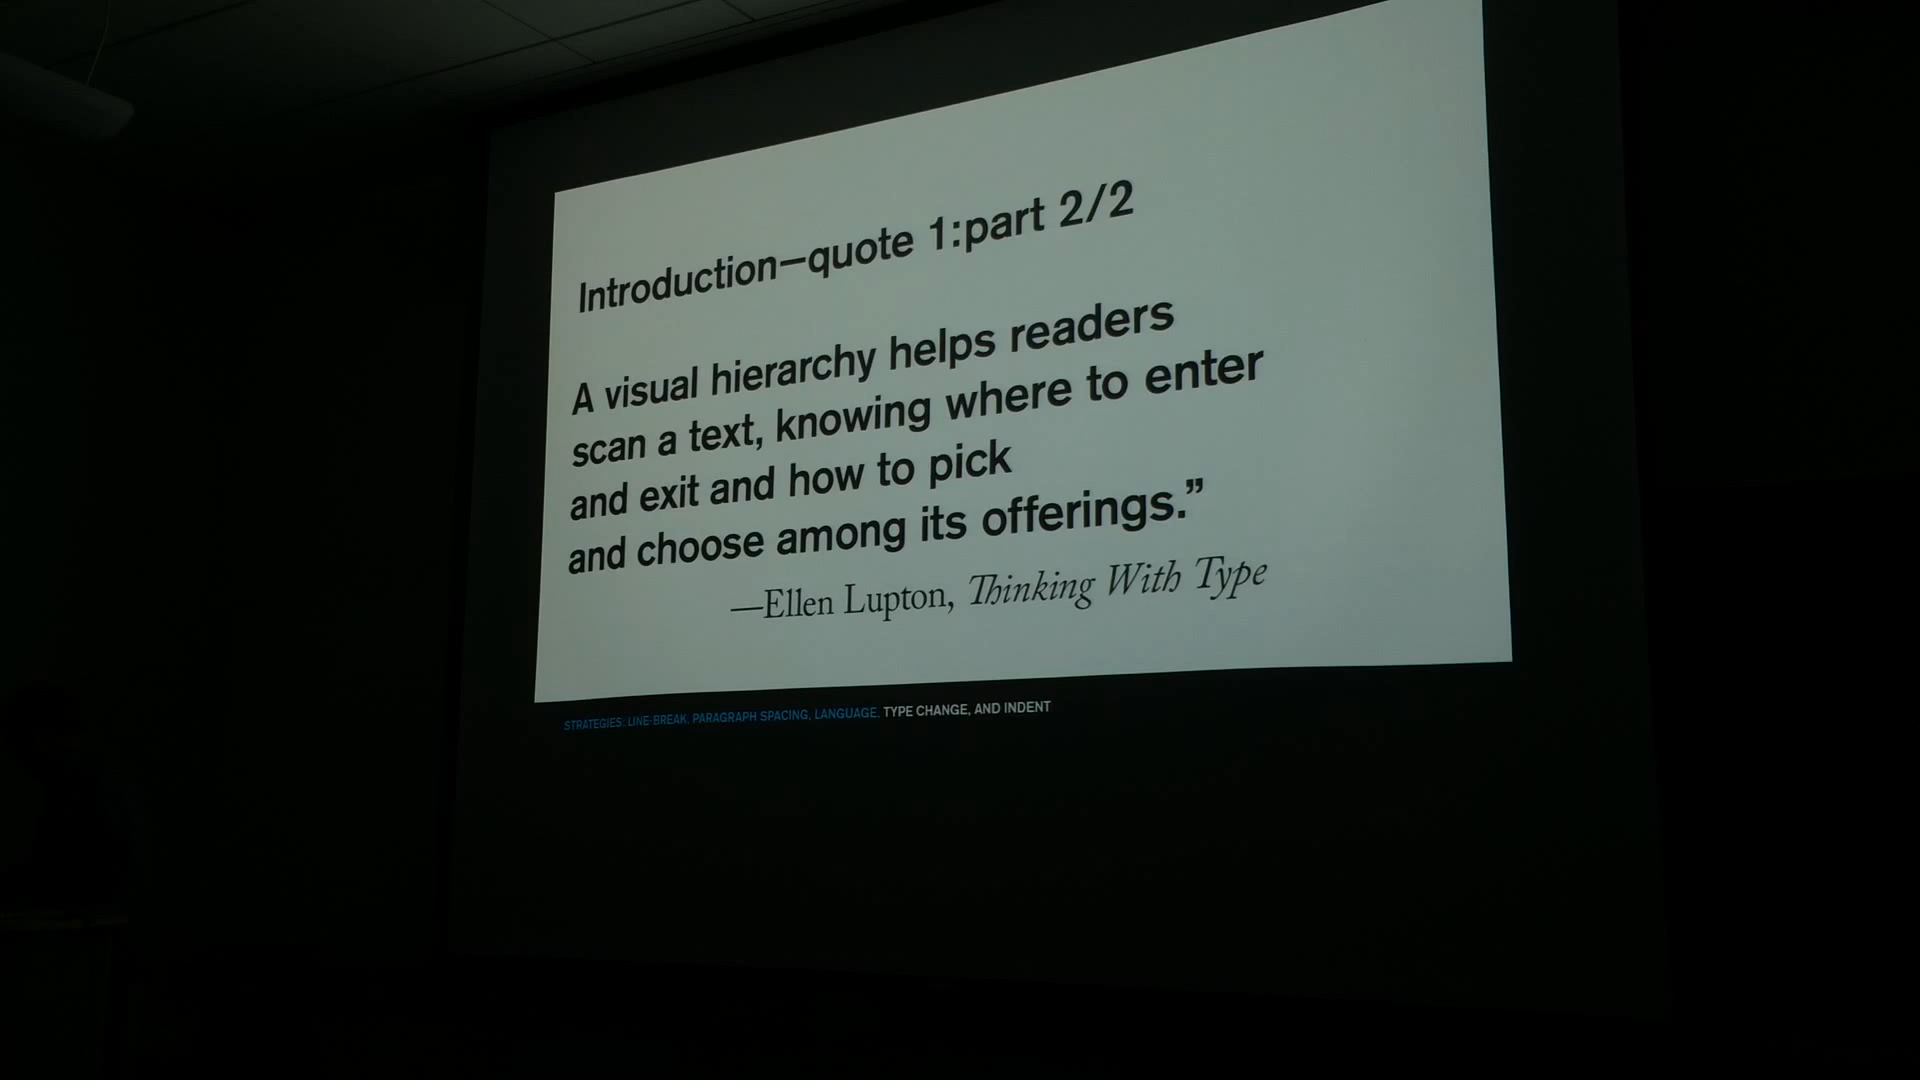 Introduction—quote 1:part 2/2
A visual hierarchy helps readers
scan a text, knowing where to enter
and exit and how to pick
and choose among its offerings.”
—Ellen Lupton, Thinking With Type
STRATEGIES: LINE-BREAK, PARAGRAPH SPACING, LANGUAGE, TYPE CHANGE, AND INDENT